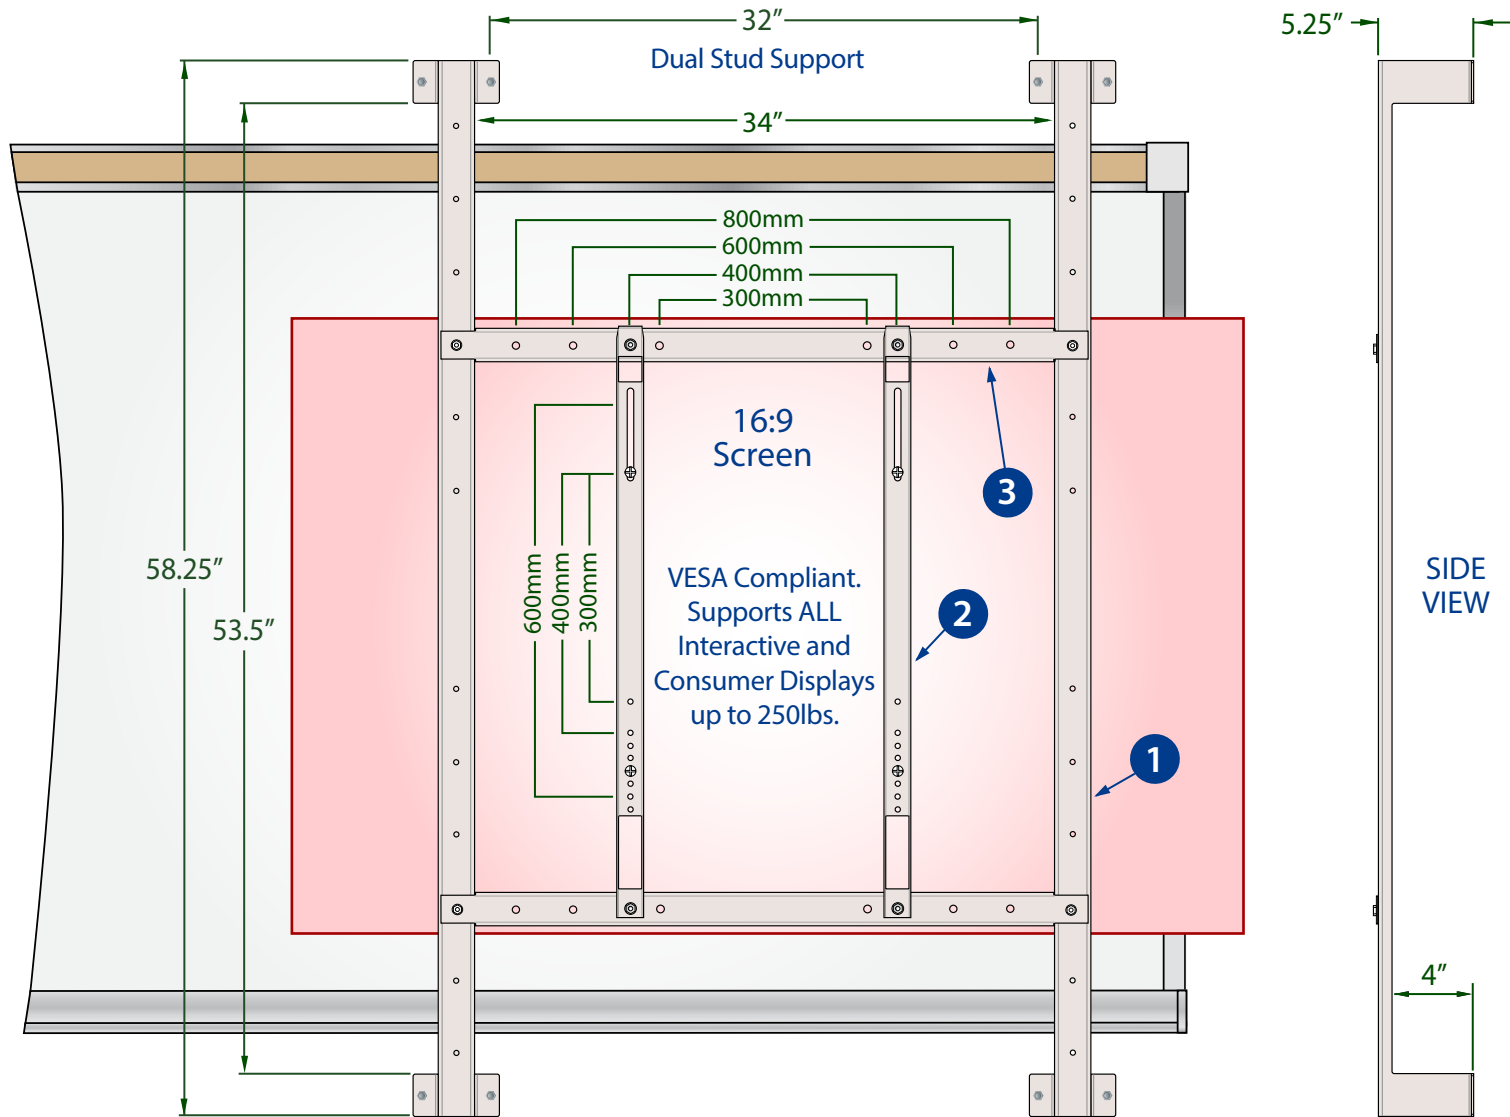 32”
Dual Stud Support
5.25”
34”
800mm
600mm
400mm
300mm
16:9
Screen
3
600mm
400mm
300mm
58.25”
53.5”
VESA Compliant.
Supports ALL
Interactive and
Consumer Displays
up to 250lbs.
2
1
SIDE
VIEW
4”